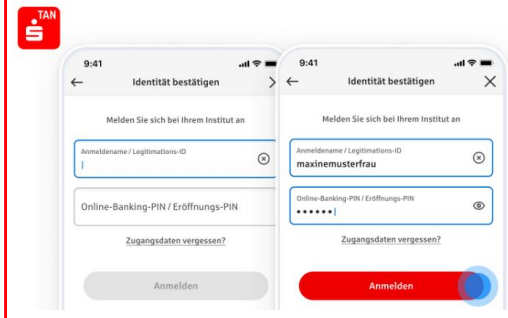 TAN
9:41
Identität bestätigen
Melden Sie sich bei Ihrem Institut an
Anmeldename / Legitimations-ID
Online-Banking-PIN / Eröffnungs-PIN
Zugangsdaten vergessen?
Anmelden
9:41
Identität bestätigen
Melden Sie sich bei Ihrem Institut an
Anmeldename / Legitimations-ID
maxinemusterfrau
Online-Banking-PIN / Eröffnungs-PIN
••••••
Zugangsdaten vergessen?
Anmelden